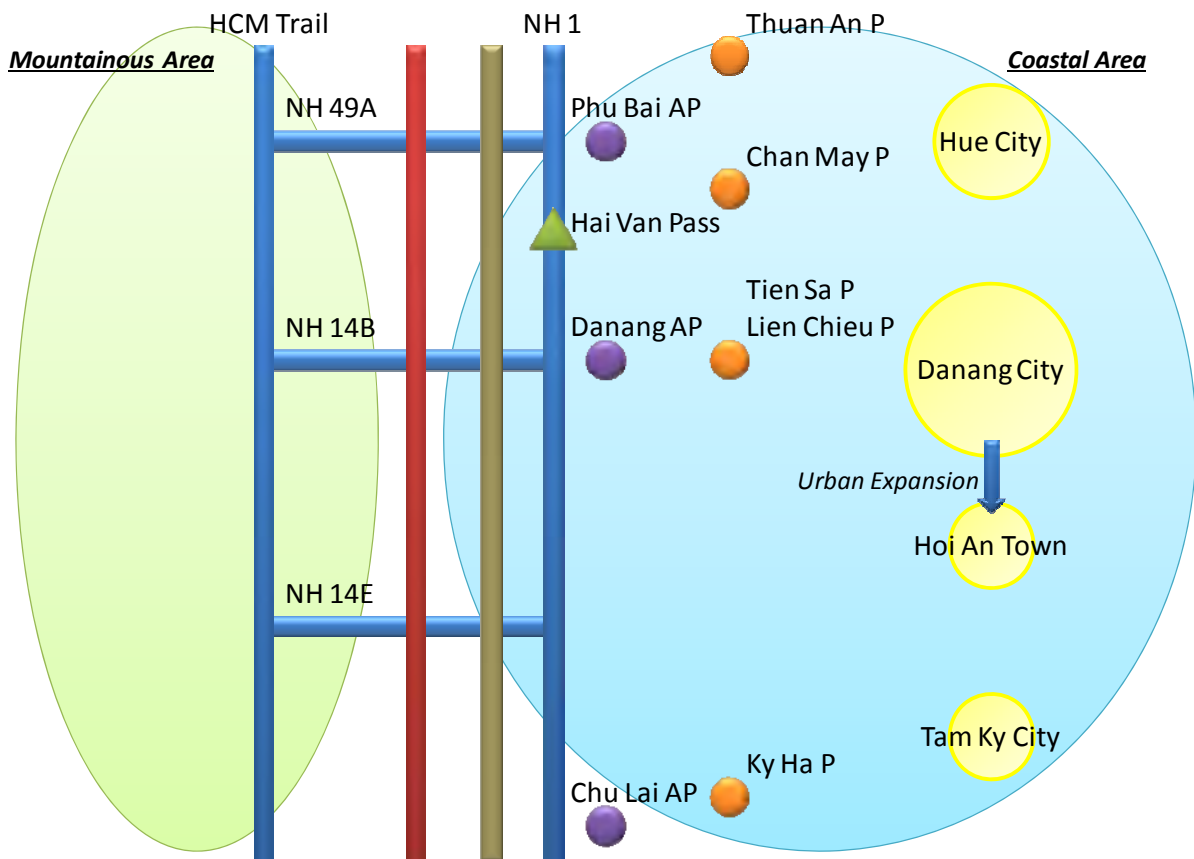 HCM Trail
NH 1
Thuan An P
Mountainous Area
Coastal Area
NH 49A
Phu Bai AP
Hue City
Chan May P
Hai Van Pass
Tien Sa P
NH 14B
Danang AP
Lien Chieu P
Danang City
Urban Expansion
Hoi An Town
NH 14E
Tam Ky City
Ky Ha P
Chu Lai AP